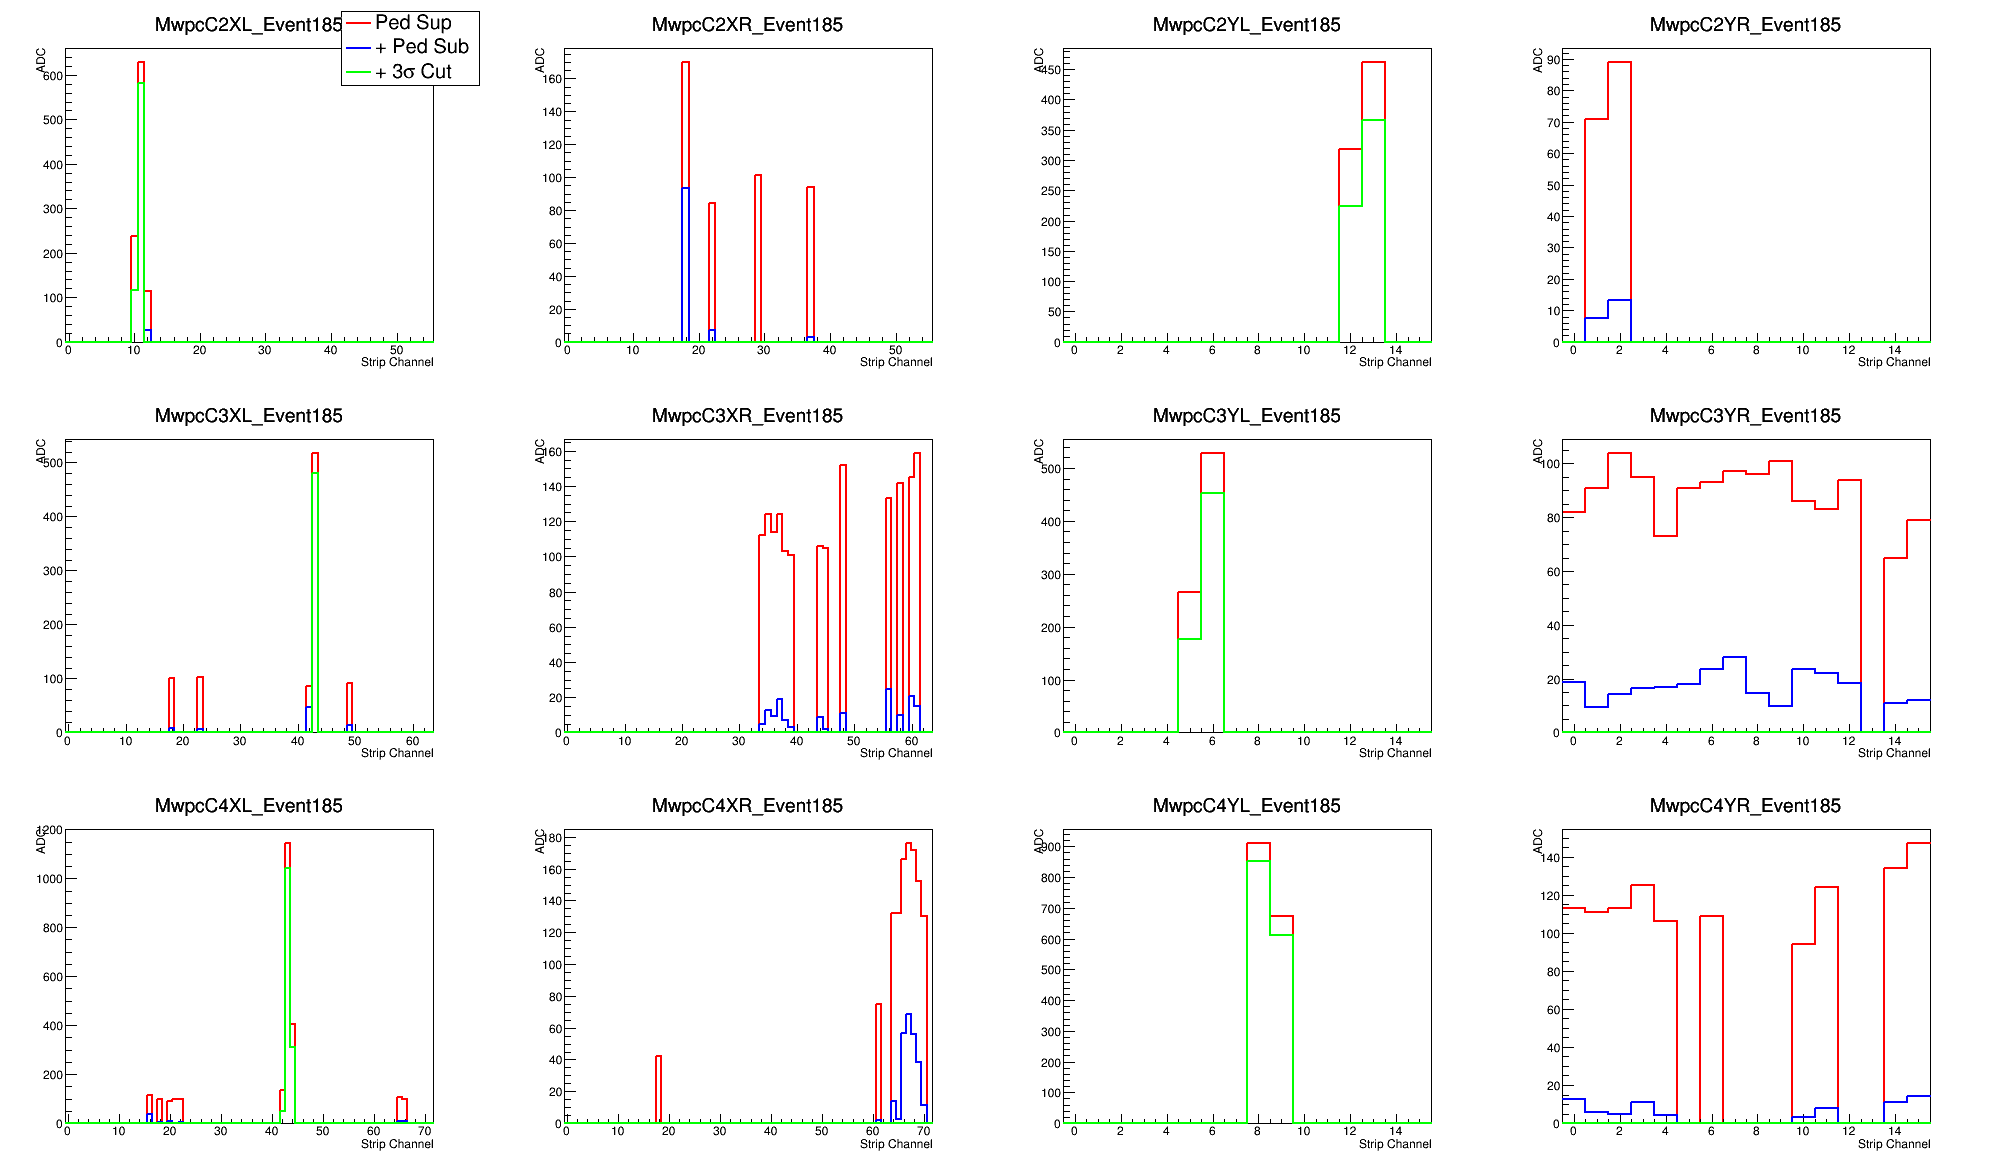 MwpcC2XL_Event185
Ped Sup
+ Ped Sub
+ 3σ Cut
ADC
600
500
400
300
200
100
0
0 10 20 30 40 50
Strip Channel
MwpcC2XR_Event185
ADC
160
140
120
100
80
60
40
20
0
0 10 20 30 40 50
Strip Channel
MwpcC2YL_Event185
ADC
450
400
350
300
250
200
150
100
50
0
0 2 4 6 8 10 12 14
Strip Channel
MwpcC2YR_Event185
ADC
90
80
70
60
50
40
30
20
10
0
0 2 4 6 8 10 12 14
Strip Channel
MwpcC3XL_Event185
ADC
500
400
300
200
100
0
0 10 20 30 40 50 60
Strip Channel
MwpcC3XR_Event185
ADC
160
140
120
100
80
60
40
20
0
0 10 20 30 40 50 60
Strip Channel
MwpcC3YL_Event185
ADC
500
400
300
200
100
0
0 2 4 6 8 10 12 14
Strip Channel
MwpcC3YR_Event185
ADC
100
80
60
40
20
0
0 2 4 6 8 10 12 14
Strip Channel
MwpcC4XL_Event185
ADC
1200
1000
800
600
400
200
0
0 10 20 30 40 50 60 70
Strip Channel
MwpcC4XR_Event185
ADC
180
160
140
120
100
80
60
40
20
0
0 10 20 30 40 50 60 70
Strip Channel
MwpcC4YL_Event185
ADC
900
800
700
600
500
400
300
200
100
0
0 2 4 6 8 10 12 14
Strip Channel
MwpcC4YR_Event185
ADC
140
120
100
80
60
40
20
0
0 2 4 6 8 10 12 14
Strip Channel